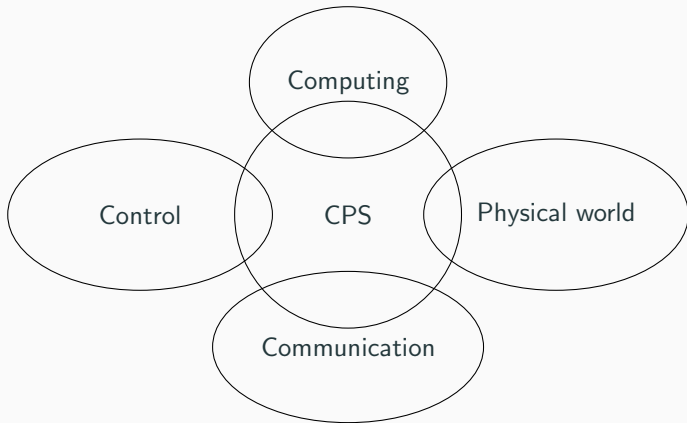 Computing
Control
CPS
Physical world
Communication